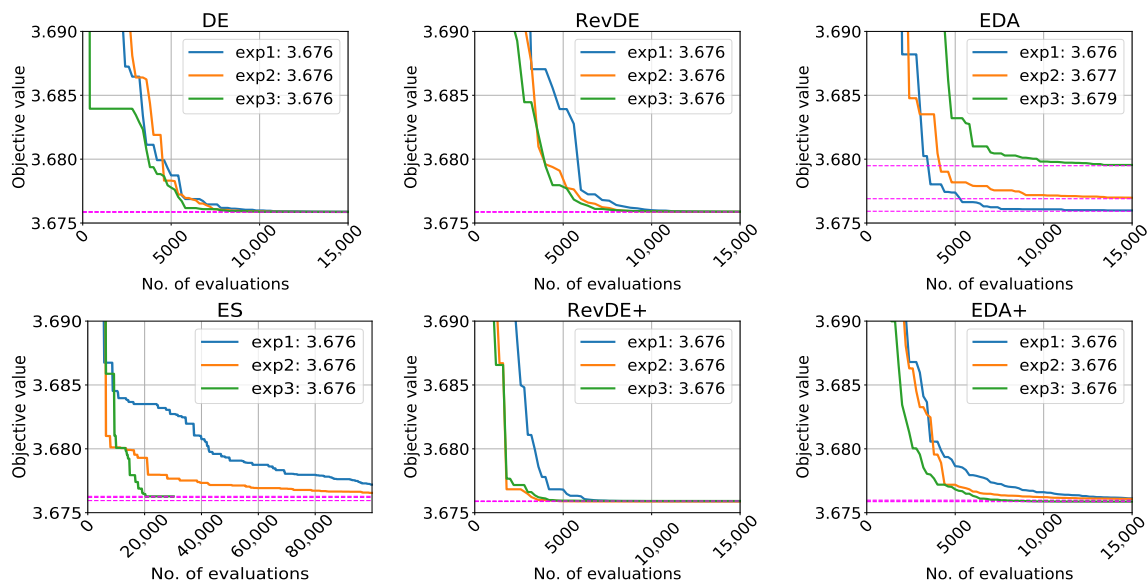 DE
Objective value
3.690
3.685
3.680
3.675
exp1: 3.676
exp2: 3.676
exp3: 3.676
0
5000
10,000
15,000
No. of evaluations
RevDE
Objective value
3.690
3.685
3.680
3.675
exp1: 3.676
exp2: 3.676
exp3: 3.676
0
5000
10,000
15,000
No. of evaluations
EDA
Objective value
3.690
3.685
3.680
3.675
exp1: 3.676
exp2: 3.677
exp3: 3.679
0
5000
10,000
15,000
No. of evaluations
ES
Objective value
3.690
3.685
3.680
3.675
exp1: 3.676
exp2: 3.676
exp3: 3.676
0
20,000
40,000
60,000
80,000
No. of evaluations
RevDE+
Objective value
3.690
3.685
3.680
3.675
exp1: 3.676
exp2: 3.676
exp3: 3.676
0
5000
10,000
15,000
No. of evaluations
EDA+
Objective value
3.690
3.685
3.680
3.675
exp1: 3.676
exp2: 3.676
exp3: 3.676
0
5000
10,000
15,000
No. of evaluations